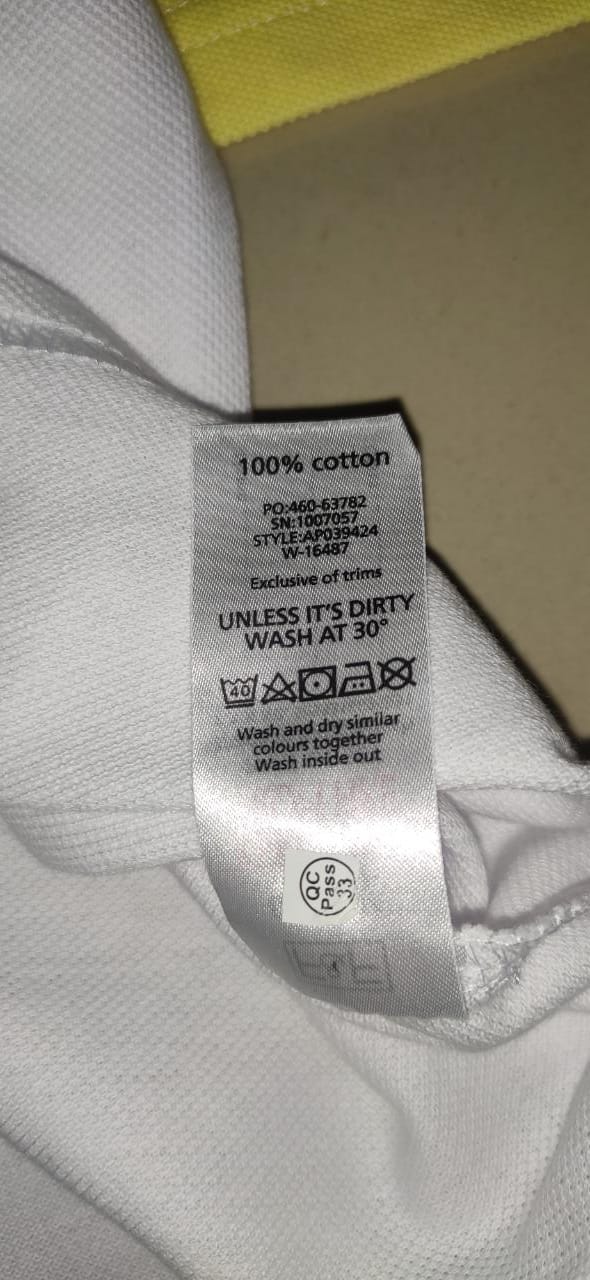 100% cotton
PO:460-63782
SN:1007057
STYLE:AP039424
W-16487
Exclusive of trims
UNLESS IT'S DIRTY
WASH AT 30°
40
Wash and dry similar
colours together
Wash inside out
QC
Pass
33